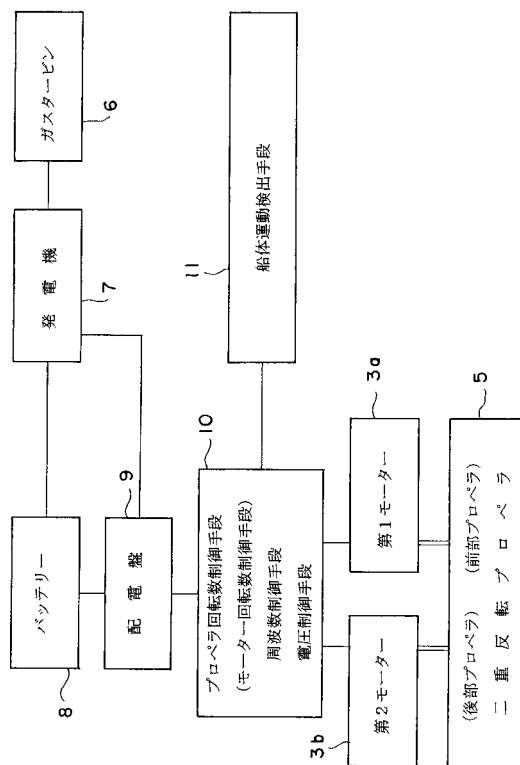 ガスタービン
6
発電機
7
バッテリー
8
配電盤
9
船体運動検出手段
11
プロペラ回転数制御手段
(モーター回転数制御手段)
周波数制御手段
電圧制御手段
10
第1モーター
3a
第2モーター
3b
(後部プロペラ) (前部プロペラ)
二重反転プロペラ
5